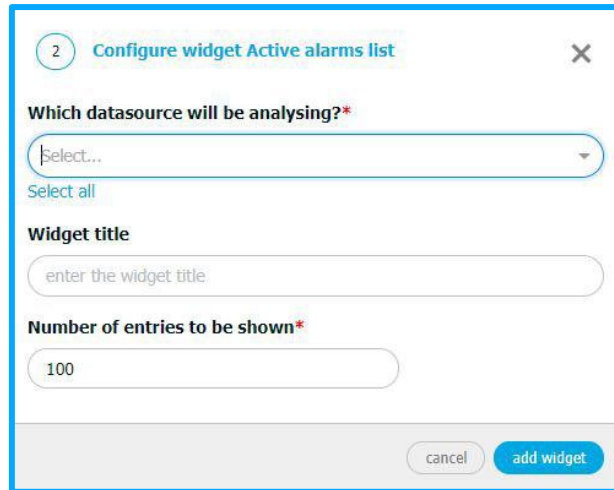 2 Configure widget Active alarms list
Which datasource will be analysing?*
Select...
Select all
Widget title
enter the widget title
Number of entries to be shown*
100
cancel add widget